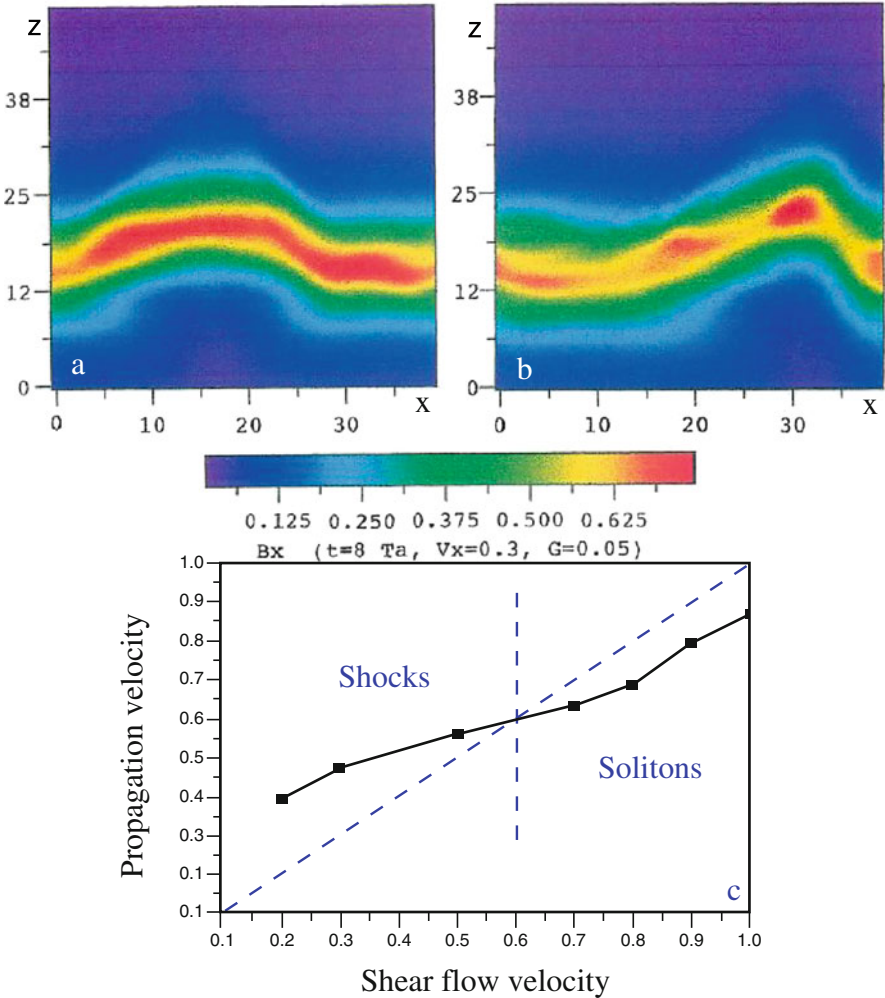 z
38
25
12
0
a
x
0 10 20 30
z
38
25
12
0
b
x
0 10 20 30
0.125 0.250 0.375 0.500 0.625
Bx (t=8 Ta, Vx=0.3, G=0.05)
Propagation velocity
1.0
0.9
0.8
0.7
0.6
0.5
0.4
0.3
0.1
0.1
Shocks
Solitons
c
0.1 0.2 0.3 0.4 0.5 0.6 0.7 0.8 0.9 1.0
Shear flow velocity